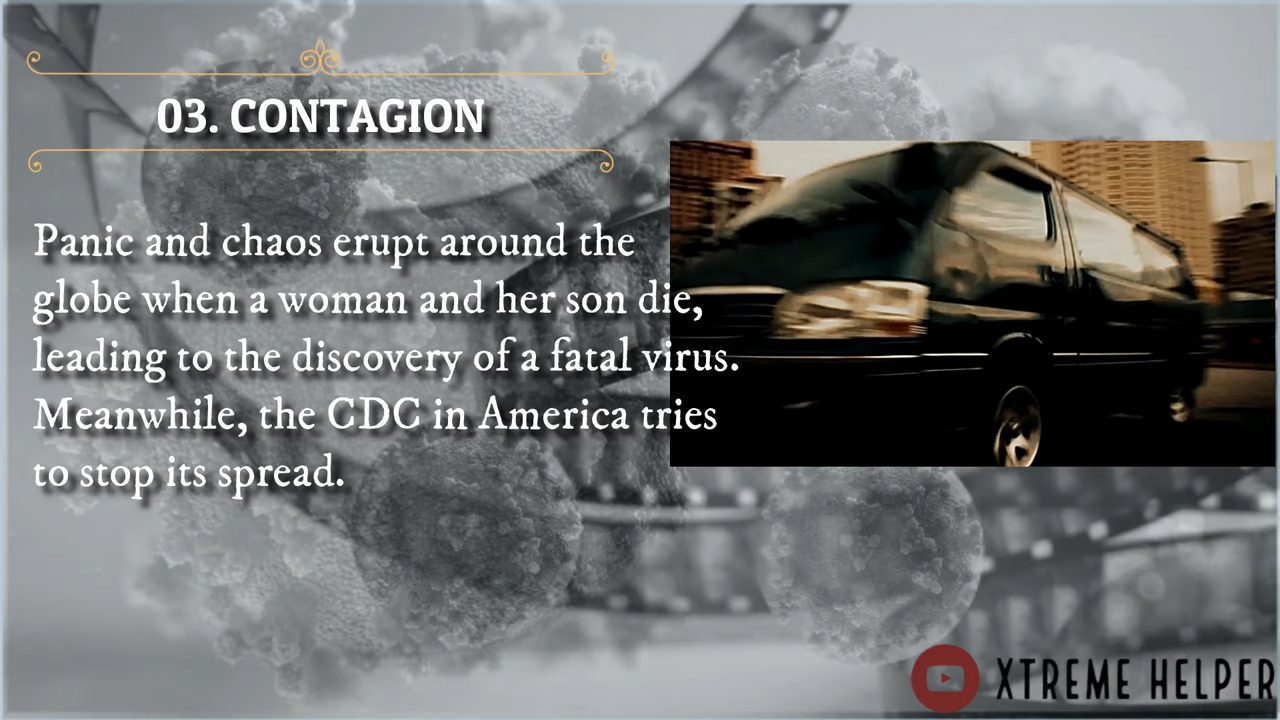 03. CONTAGION
Panic and chaos erupt around the
globe when a woman and her son die,
leading to the discovery of a fatal virus.
Meanwhile, the CDC in America tries
to stop its spread.
XTREME HELPER